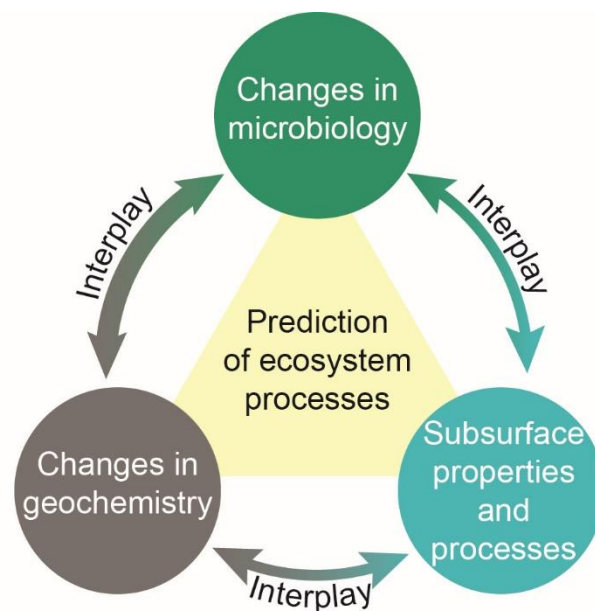 Changes in
microbiology
Interplay
Interplay
Prediction
of ecosystem
processes
Changes in
geochemistry
Subsurface
properties
and
processes
Interplay